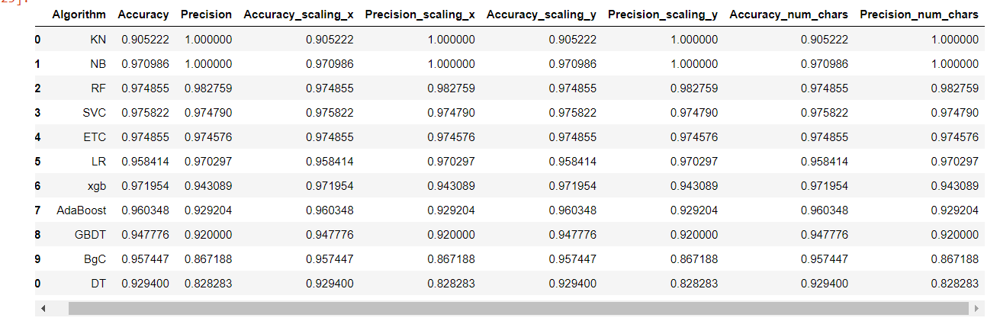 29]:
Algorithm Accuracy Precision Accuracy_scaling_x Precision_scaling_x Accuracy_scaling_y Precision_scaling_y Accuracy_num_chars Precision_num_chars
0 KN 0.905222 1.000000 0.905222 1.000000 0.905222 1.000000 0.905222 1.000000
1 NB 0.970986 1.000000 0.970986 1.000000 0.970986 1.000000 0.970986 1.000000
2 RF 0.974855 0.982759 0.974855 0.982759 0.974855 0.982759 0.974855 0.982759
3 SVC 0.975822 0.974790 0.975822 0.974790 0.975822 0.974790 0.975822 0.974790
4 ETC 0.974855 0.974576 0.974855 0.974576 0.974855 0.974576 0.974855 0.974576
5 LR 0.958414 0.970297 0.958414 0.970297 0.958414 0.970297 0.958414 0.970297
6 xgb 0.971954 0.943089 0.971954 0.943089 0.971954 0.943089 0.971954 0.943089
7 AdaBoost 0.960348 0.929204 0.960348 0.929204 0.960348 0.929204 0.960348 0.929204
8 GBDT 0.947776 0.920000 0.947776 0.920000 0.947776 0.920000 0.947776 0.920000
9 BgC 0.957447 0.867188 0.957447 0.867188 0.957447 0.867188 0.957447 0.867188
0 DT 0.929400 0.828283 0.929400 0.828283 0.929400 0.828283 0.929400 0.828283